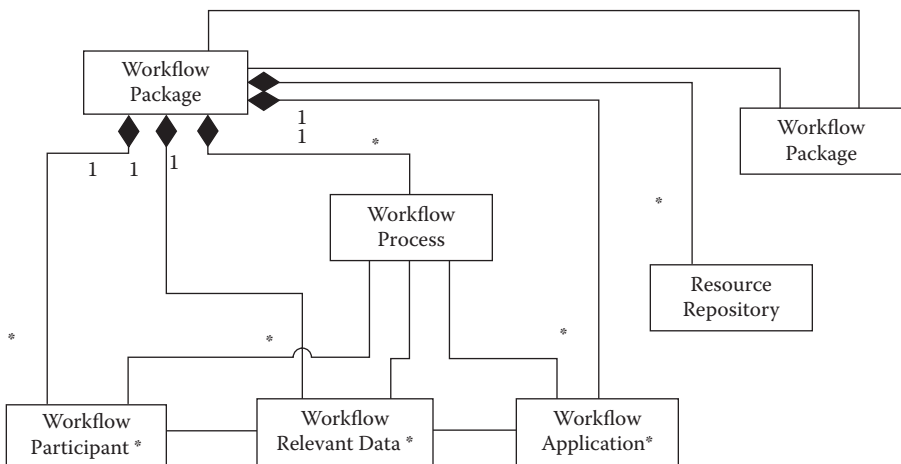 Workflow
Package
1
1
*
1
1
1
Workflow
Package
Workflow
Process
*
Resource
Repository
*
*
*
Workflow
Participant *
Workflow
Relevant Data *
Workflow
Application*